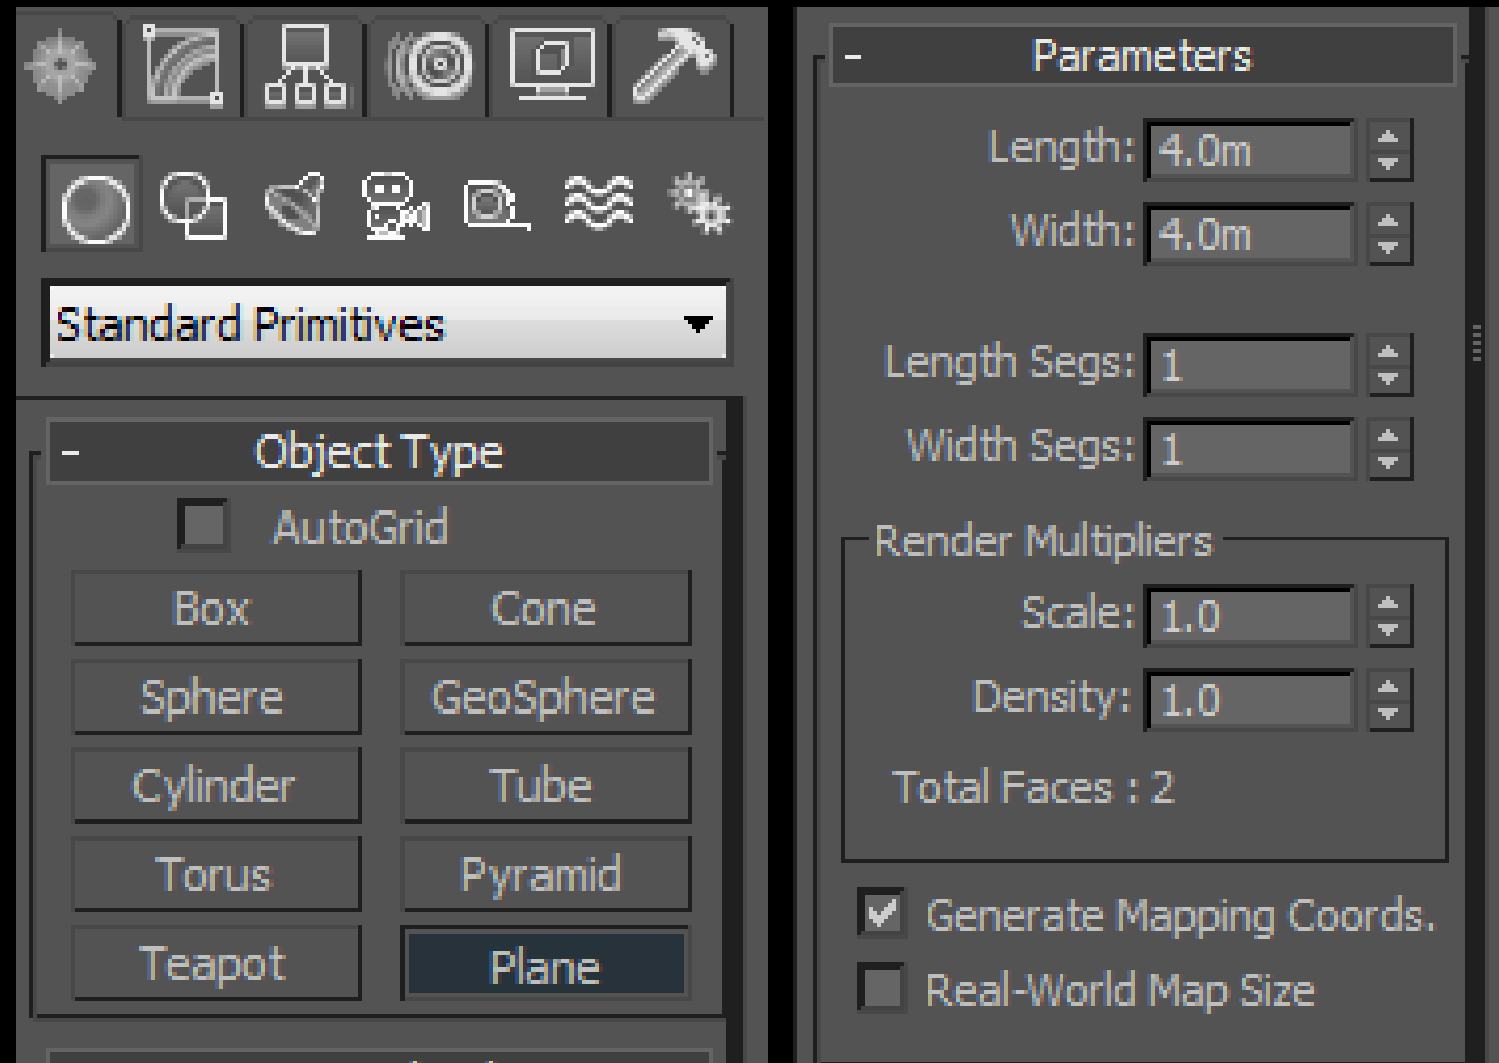 Standard Primitives
- Object Type
AutoGrid
Box Cone
Sphere GeoSphere
Cylinder Tube
Torus Pyramid
Teapot Plane
- Parameters
Length: 4.0m
Width: 4.0m
Length Segs: 1
Width Segs: 1
Render Multipliers
Scale: 1.0
Density: 1.0
Total Faces : 2
Generate Mapping Coords.
Real-World Map Size